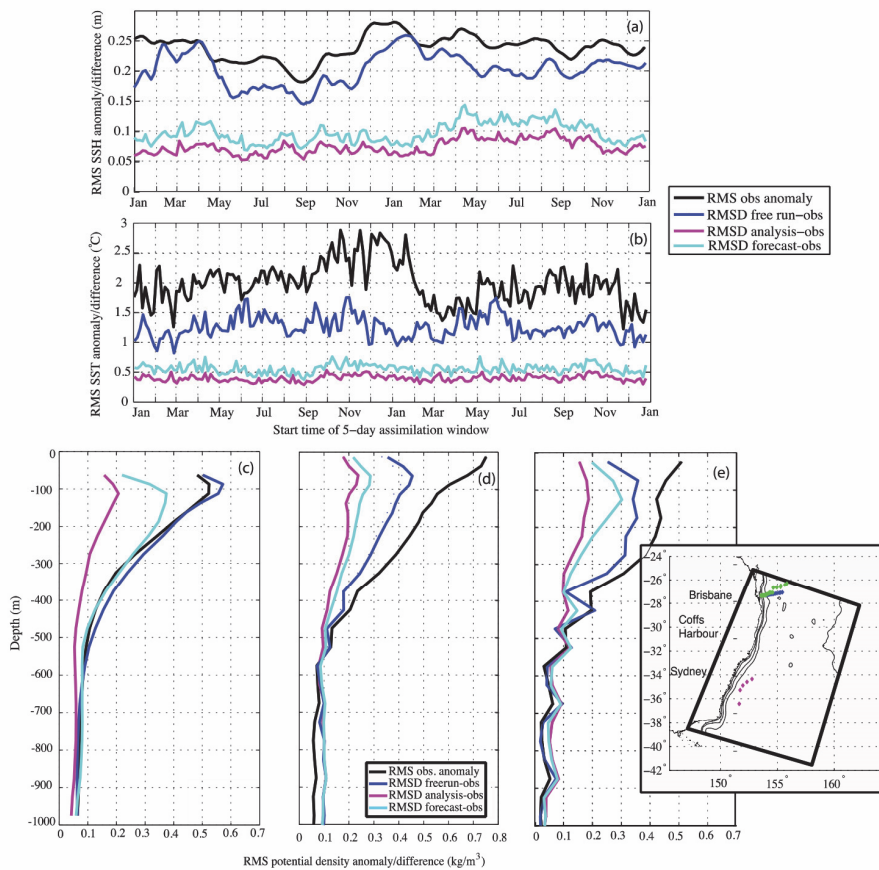 (a)
RMS SSH anomaly/difference (m)
0.25
0.2
0.15
0.1
0.05
0
Jan Mar May Jul Sep Nov Jan Mar May Jul Sep Nov Jan
RMS obs anomaly
RMSD free run-obs
RMSD analysis-obs
RMSD forecast-obs
(b)
RMS SST anomaly/difference (°C)
3
2.5
2
1.5
1
0.5
0
Jan Mar May Jul Sep Nov Jan Mar May Jul Sep Nov Jan
Start time of 5-day assimilation window
(c)
(d)
(e)
Depth (m)
0
-100
-200
-300
-400
-500
-600
-700
-800
-900
-1000
0 0.1 0.2 0.3 0.4 0.5 0.6 0.7
0 0.1 0.2 0.3 0.4 0.5 0.6 0.7 0.8
0 0.1 0.2 0.3 0.4 0.5 0.6 0.7
RMS obs. anomaly
RMSD freerun-obs
RMSD analysis-obs
RMSD forecast-obs
−24°
−26°
Brisbane
−28°
Coffs
−30°
Harbour
−32°
Sydney
−34°
−36°
−38°
−40°
−42°
150° 155° 160°
RMS potential density anomaly/difference (kg/m³)